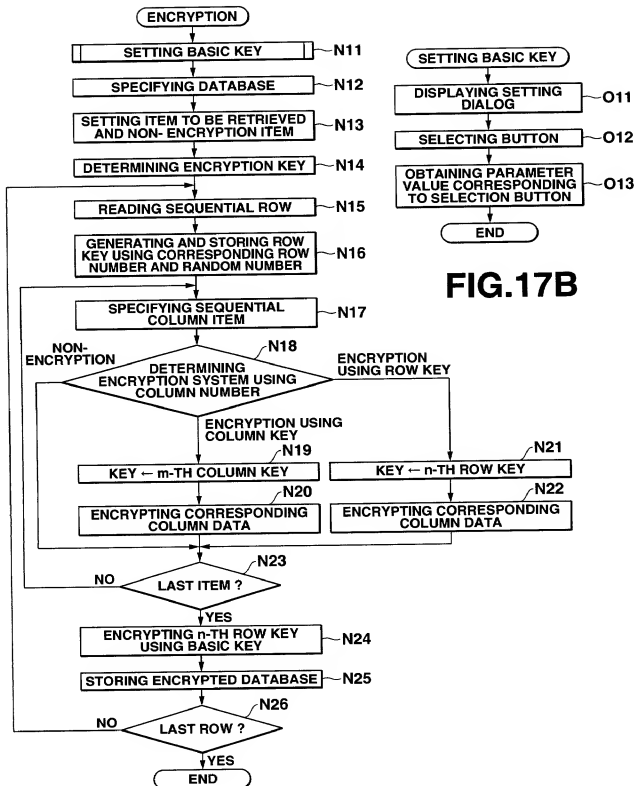 ENCRYPTION
SETTING BASIC KEY
N11
SPECIFYING DATABASE
N12
SETTING ITEM TO BE RETRIEVED
AND NON- ENCRYPTION ITEM
N13
DETERMINING ENCRYPTION KEY
N14
READING SEQUENTIAL ROW
N15
GENERATING AND STORING ROW
KEY USING CORRESPONDING ROW
NUMBER AND RANDOM NUMBER
N16
SPECIFYING SEQUENTIAL
COLUMN ITEM
N17
NON-
ENCRYPTION
N18
DETERMINING
ENCRYPTION SYSTEM USING
COLUMN NUMBER
ENCRYPTION
USING ROW KEY
ENCRYPTION USING
COLUMN KEY
N19
KEY ← m-TH COLUMN KEY
N20
ENCRYPTING CORRESPONDING
COLUMN DATA
N21
KEY ← n-TH ROW KEY
N22
ENCRYPTING CORRESPONDING
COLUMN DATA
N23
LAST ITEM ?
NO
YES
ENCRYPTING n-TH ROW KEY
USING BASIC KEY
N24
STORING ENCRYPTED DATABASE
N25
N26
LAST ROW ?
NO
YES
END
SETTING BASIC KEY
DISPLAYING SETTING
DIALOG
O11
SELECTING BUTTON
O12
OBTAINING PARAMETER
VALUE CORRESPONDING
TO SELECTION BUTTON
O13
END
FIG.17B